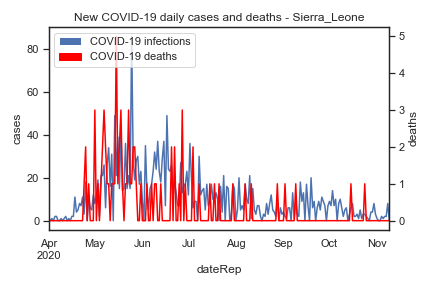 New COVID-19 daily cases and deaths - Sierra_Leone
COVID-19 infections
COVID-19 deaths
cases
80
60
40
20
0
deaths
5
4
3
2
1
0
Apr May Jun Jul Aug Sep Oct Nov
2020
dateRep